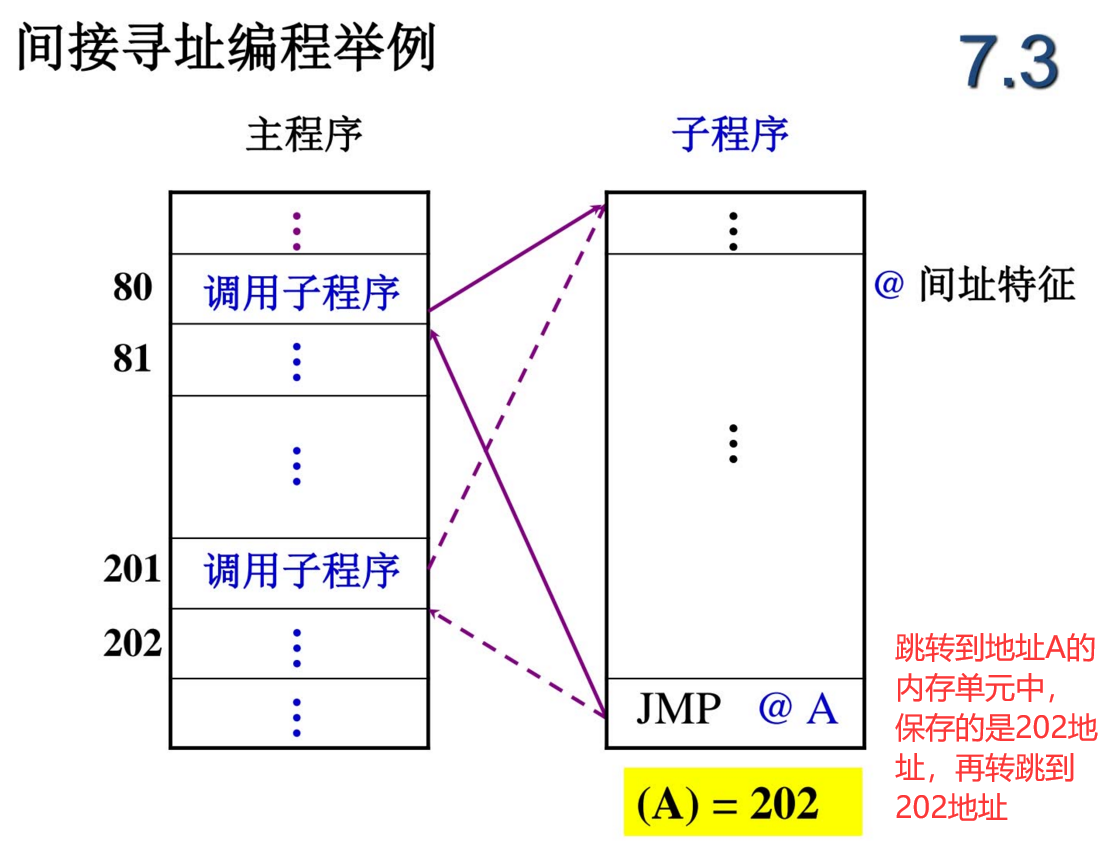 间接寻址编程举例
7.3
主程序
子程序
80
调用子程序
@ 间址特征
81
201
调用子程序
202
JMP @ A
(A) = 202
跳转到地址A的
内存单元中，
保存的是202地
址，再转跳到
202地址